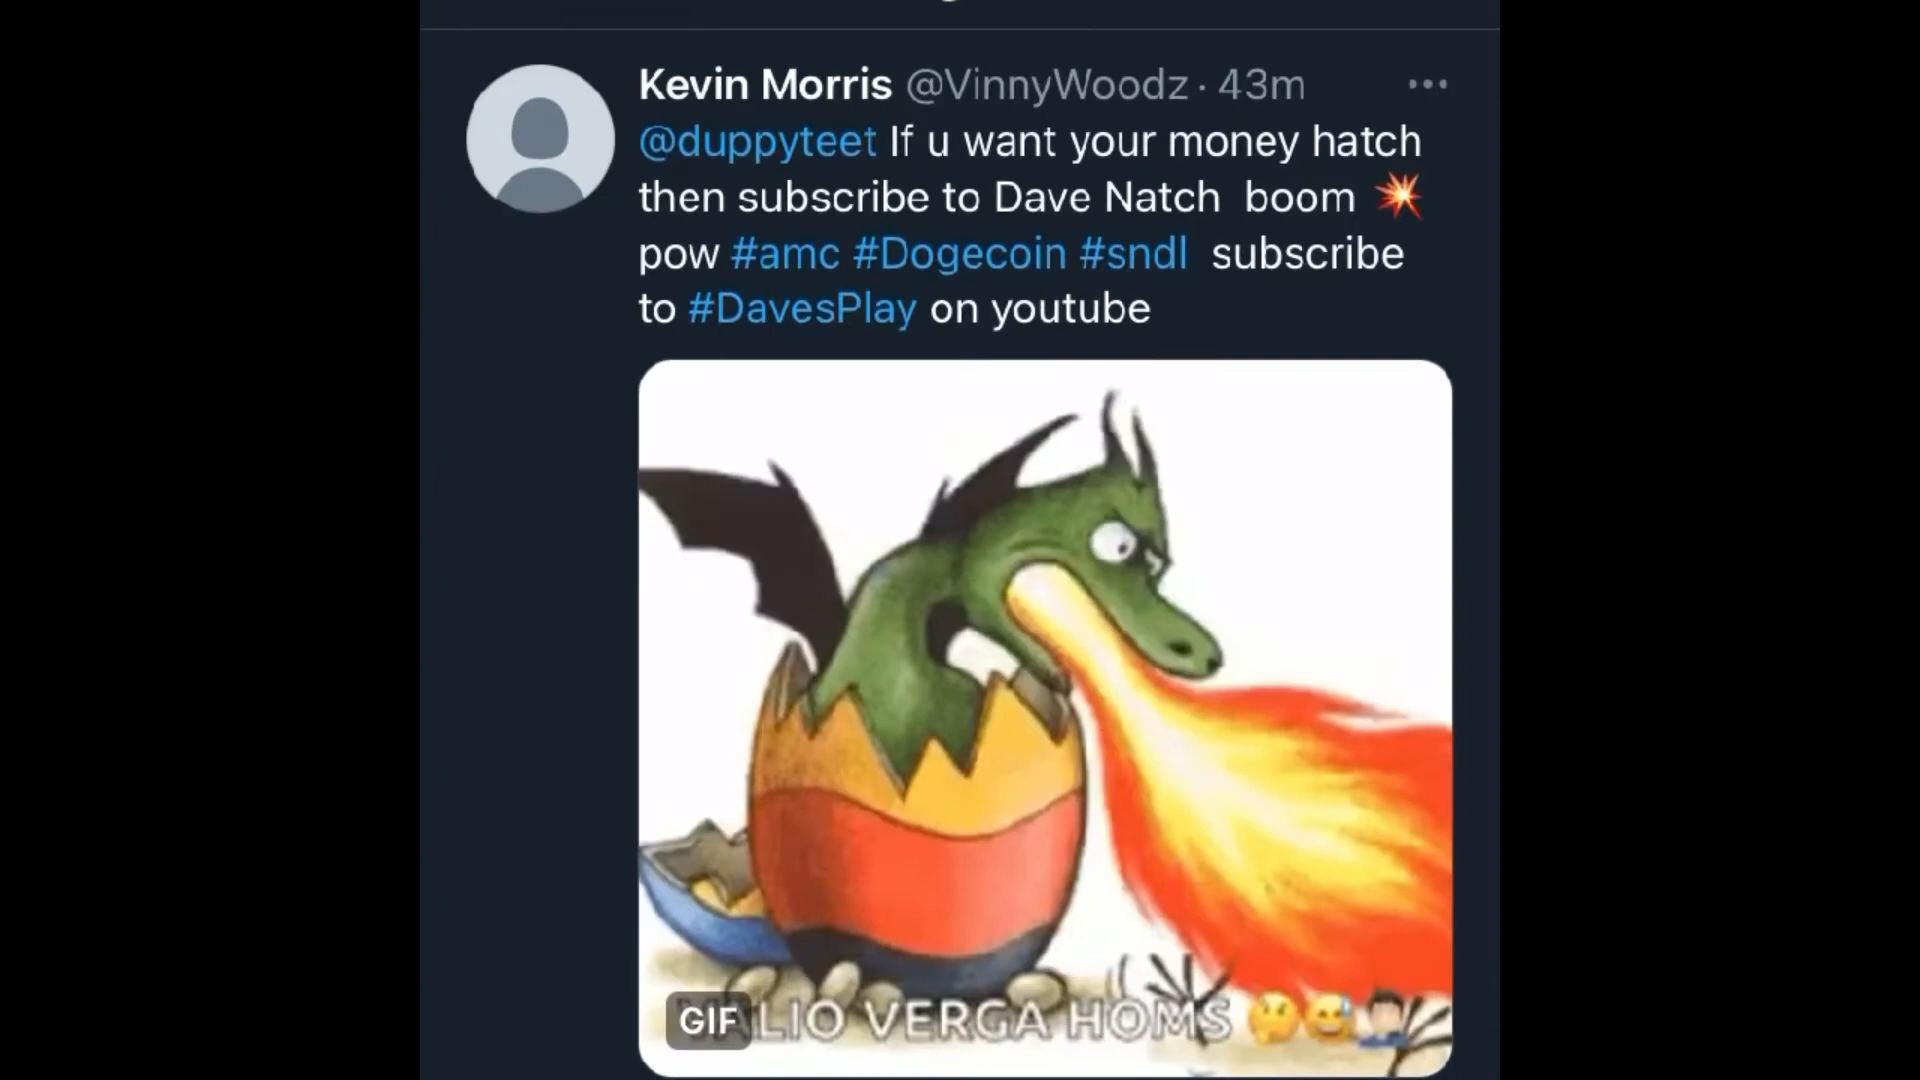 Kevin Morris @VinnyWoodz · 43m
@duppyteet If u want your money hatch
then subscribe to Dave Natch boom 💥
pow #amc #Dogecoin #sndl subscribe
to #DavesPlay on youtube
GIF LIO VERGA HOMS 🤔😅🤦🏻‍♂️